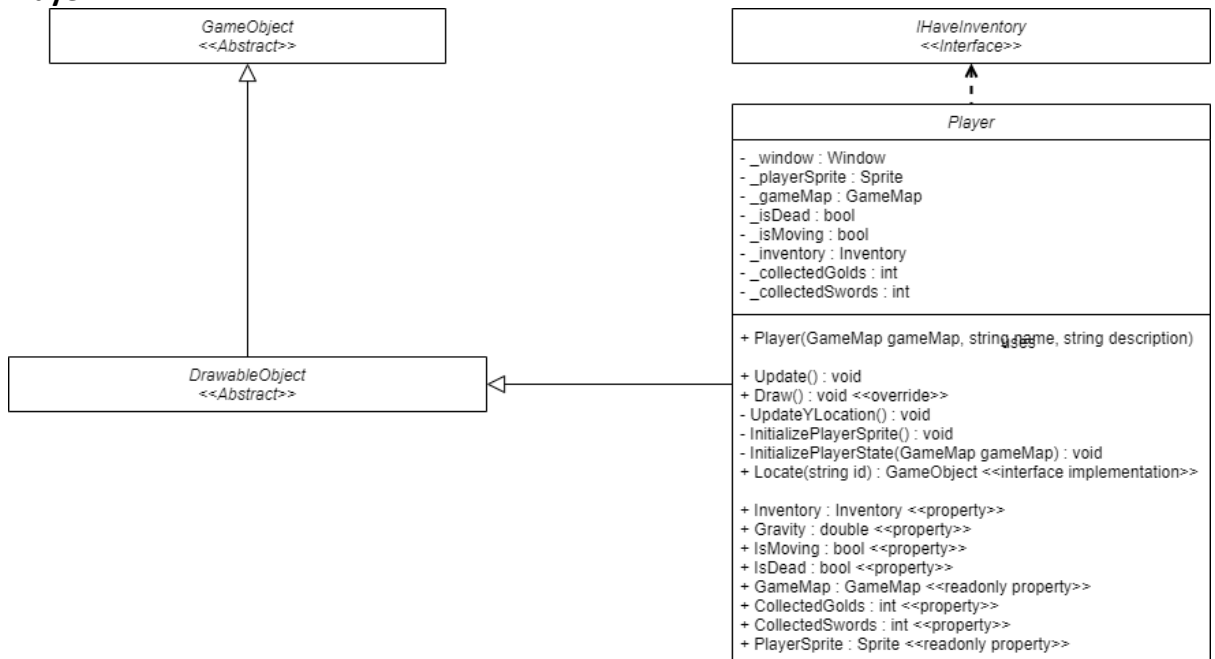 GameObject
<<Abstract>>
IHaveInventory
<<Interface>>
Player
- _window : Window
- _playerSprite : Sprite
- _gameMap : GameMap
- _isDead : bool
- _isMoving : bool
- _inventory : Inventory
- _collectedGolds : int
- _collectedSwords : int
+ Player(GameMap gameMap, string name, string description)
uses
+ Update() : void
+ Draw() : void <<override>>
- UpdateYLocation() : void
- InitializePlayerSprite() : void
- InitializePlayerState(GameMap gameMap) : void
+ Locate(string id) : GameObject <<interface implementation>>
+ Inventory : Inventory <<property>>
+ Gravity : double <<property>>
+ IsMoving : bool <<property>>
+ IsDead : bool <<property>>
+ GameMap : GameMap <<readonly property>>
+ CollectedGolds : int <<property>>
+ CollectedSwords : int <<property>>
+ PlayerSprite : Sprite <<readonly property>>
DrawableObject
<<Abstract>>